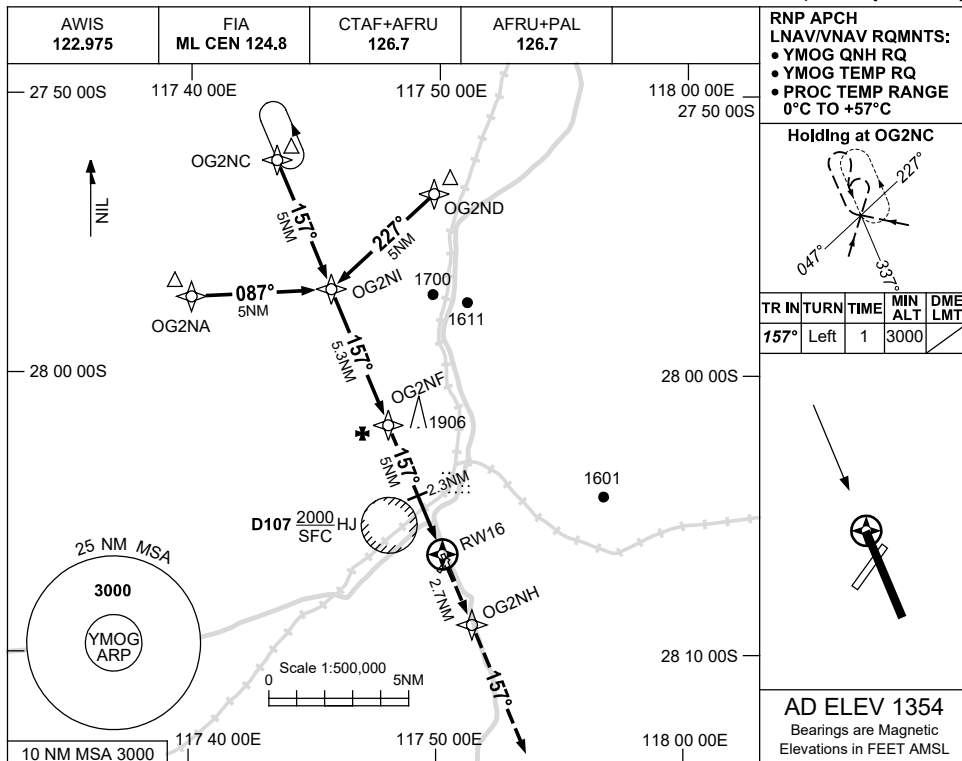 AWIS
122.975
FIA
ML CEN 124.8
CTAF+AFRU
126.7
AFRU+PAL
126.7
RNP APCH
LNAV/VNAV RQMNTS:
• YMOG QNH RQ
• YMOG TEMP RQ
• PROC TEMP RANGE
0°C TO +57°C
27 50 00S
117 40 00E
117 50 00E
118 00 00E
27 50 00S
Holding at OG2NC
227°
047°
337°
TR IN TURN TIME MIN ALT DME LMT
157° Left 1 3000
NIL
OG2NC
157°
5NM
OG2ND
227°
5NM
OG2NI
087°
5NM
OG2NA
1700
1611
157°
5.3NM
28 00 00S
28 00 00S
OG2NF
1906
157°
5NM
2.3NM
1601
D107 2000 HJ
SFC
RW16
2.7NM
OG2NH
157°
25 NM MSA
3000
YMOG
ARP
Scale 1:500,000
0
5NM
28 10 00S
10 NM MSA 3000
117 40 00E
117 50 00E
118 00 00E
AD ELEV 1354
Bearings are Magnetic
Elevations in FEET AMSL